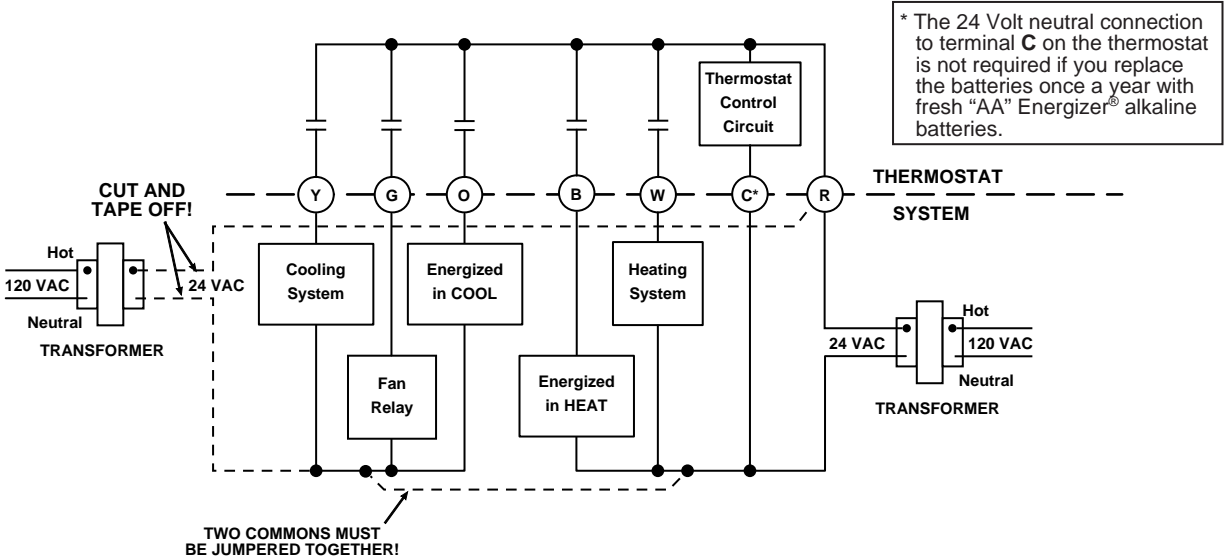 * The 24 Volt neutral connection
to terminal C on the thermostat
is not required if you replace
the batteries once a year with
fresh “AA” Energizer® alkaline
batteries.
Thermostat
Control
Circuit
CUT AND
TAPE OFF!
Y
G
O
B
W
C*
R
THERMOSTAT
SYSTEM
Hot
120 VAC
24 VAC
Neutral
TRANSFORMER
Cooling
System
Energized
in COOL
Heating
System
Fan
Relay
Energized
in HEAT
Hot
24 VAC
120 VAC
Neutral
TRANSFORMER
TWO COMMONS MUST
BE JUMPERED TOGETHER!